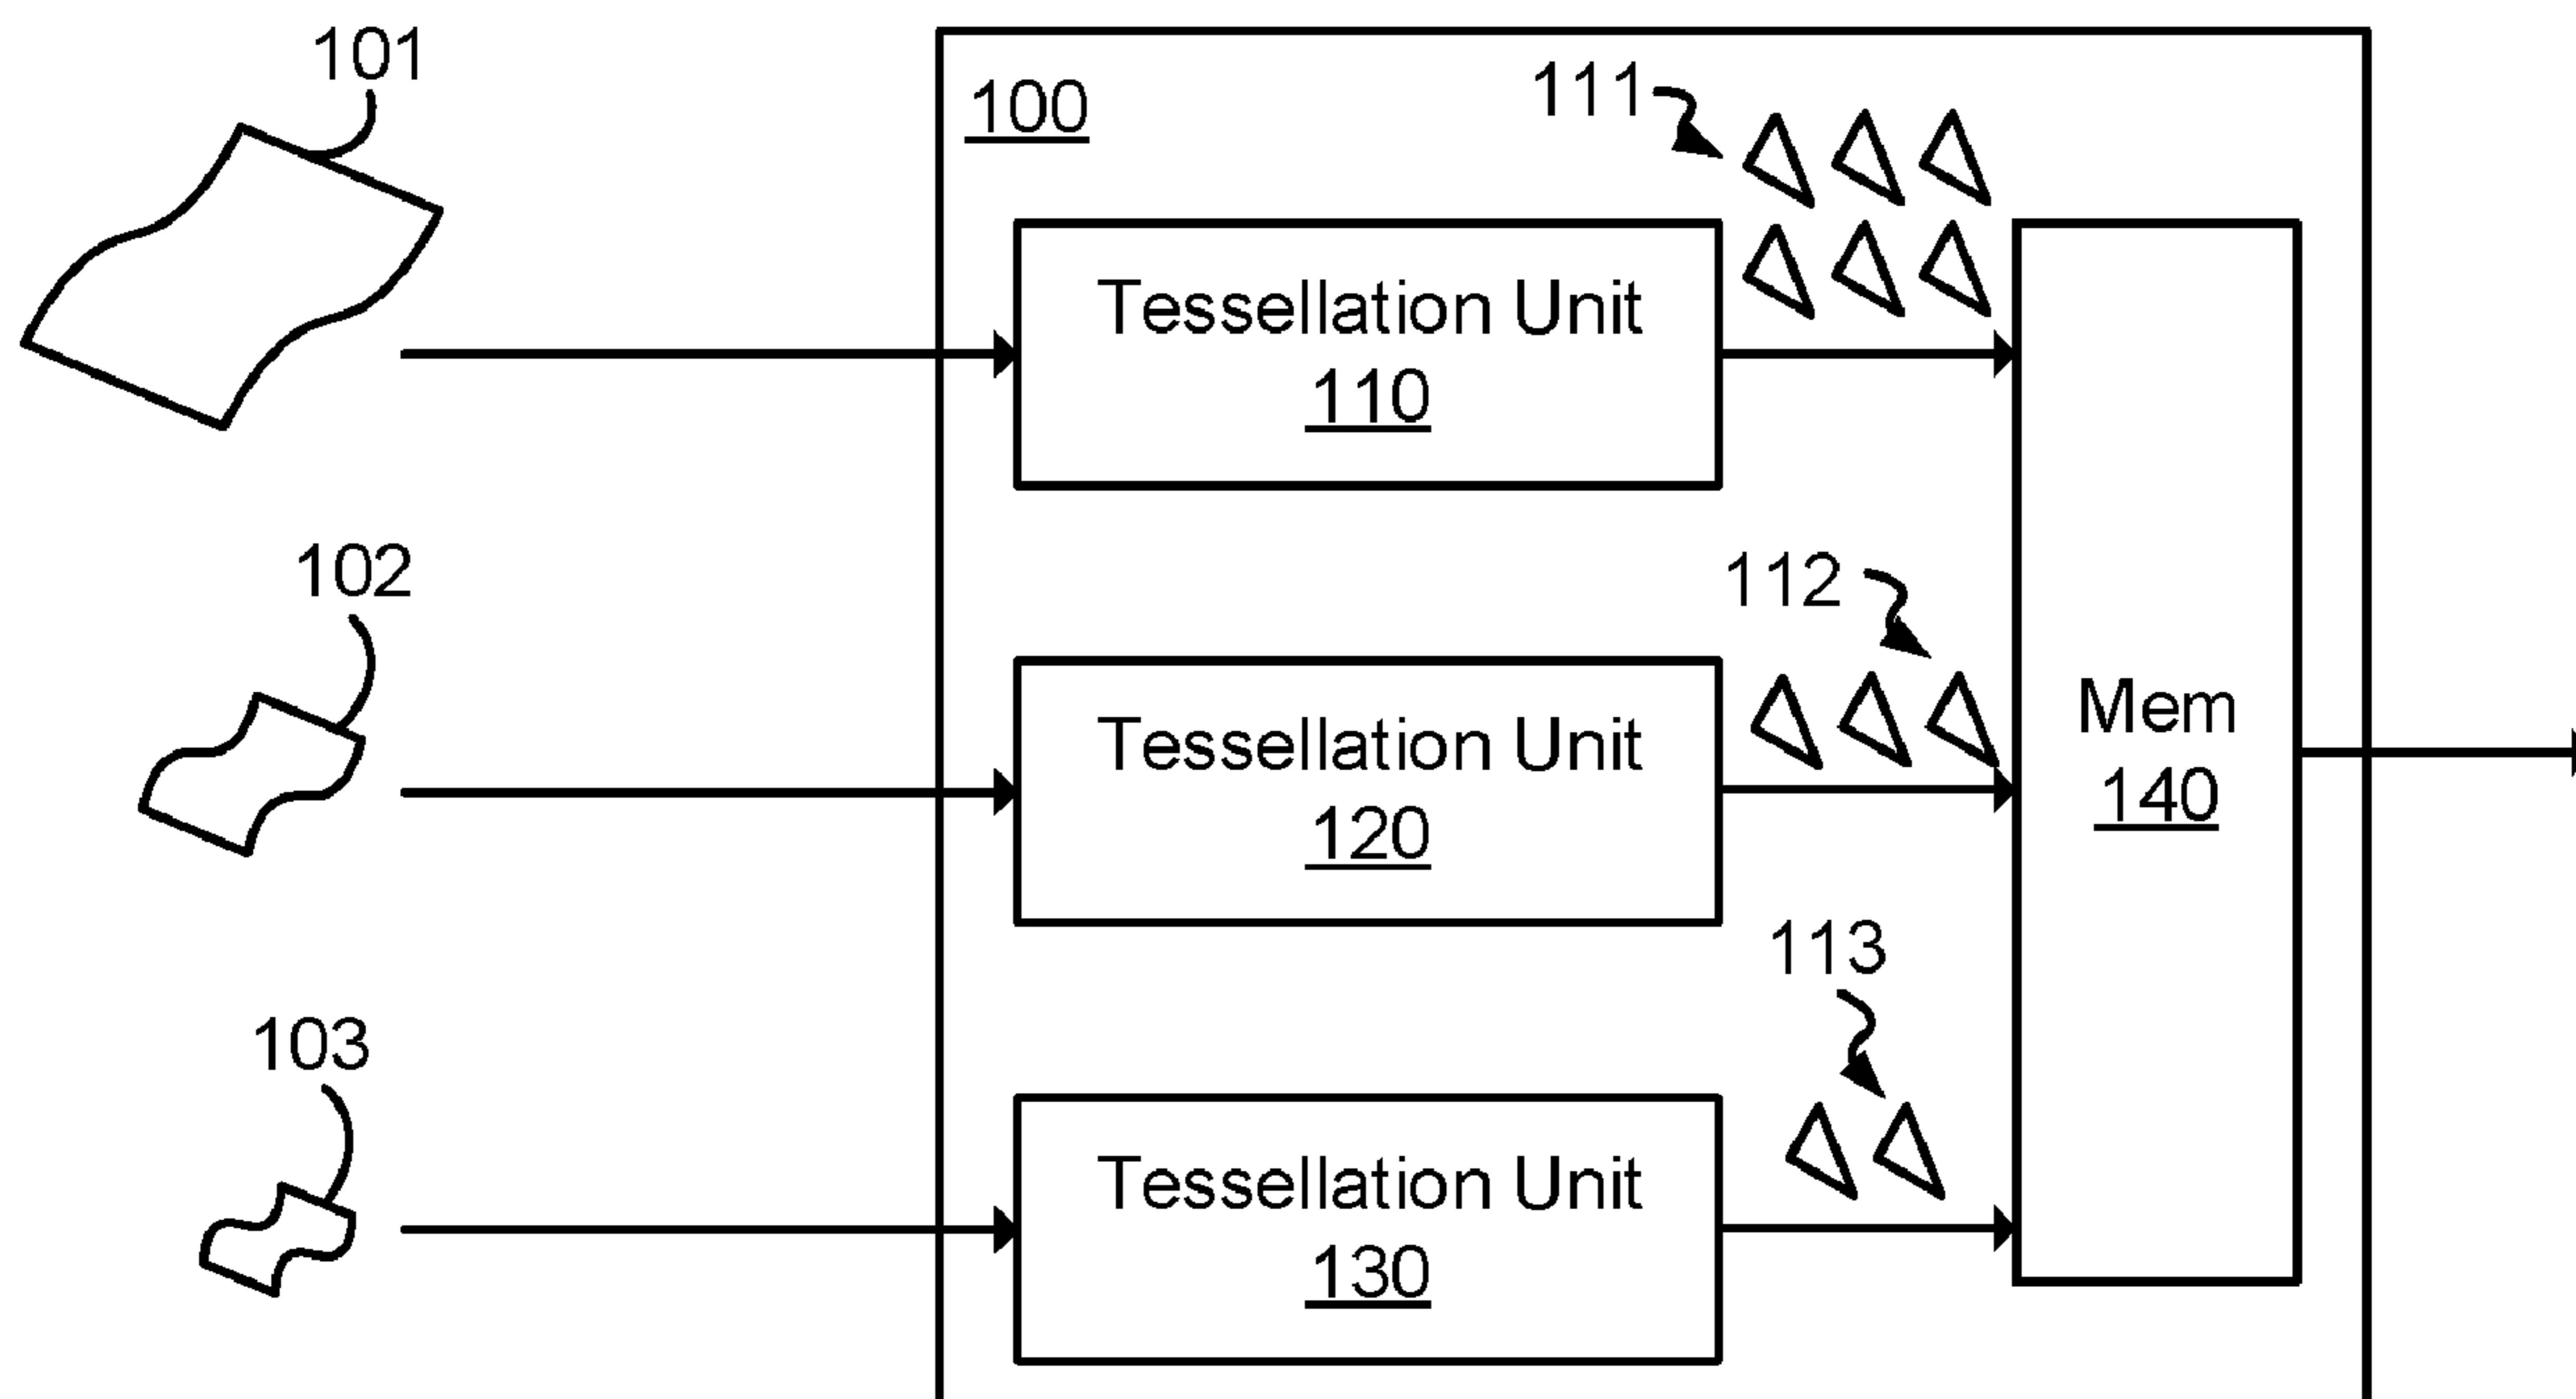 101
100
111
Tessellation Unit
110
102
112
Tessellation Unit
120
Mem
140
113
103
Tessellation Unit
130